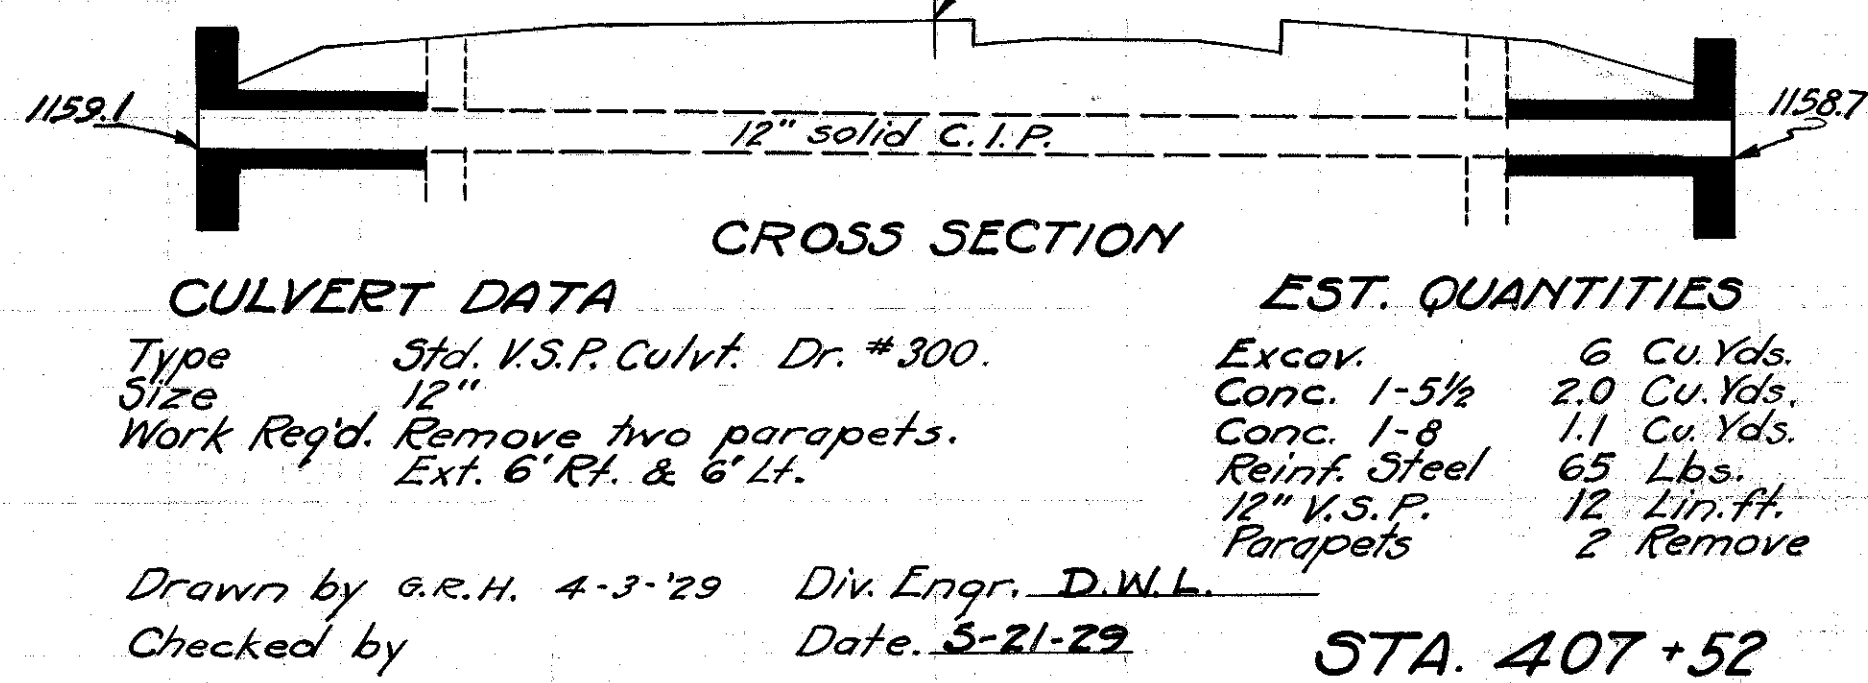 1159.1
12" solid C.I.P.
1158.7
CROSS SECTION
CULVERT DATA
Type Std. V.S.P. Culvt. Dr. #300.
Size 12"
Work Req'd. Remove two parapets.
Ext. 6' Rt. & 6' Lt.
EST. QUANTITIES
Excav. 6 Cu. Yds.
Conc. 1-5½ 2.0 Cu. Yds.
Conc. 1-8 1.1 Cu. Yds.
Reinf. Steel 65 Lbs.
12" V.S.P. 12 Lin. ft.
Parapets 2 Remove
Drawn by G.R.H. 4-3-'29 Div. Engr. D.W.L.
Checked by Date. 5-21-29
STA. 407+52